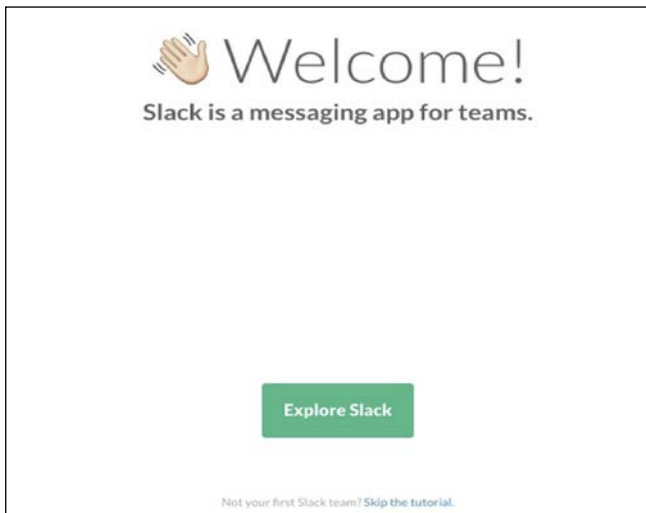 Welcome!
Slack is a messaging app for teams.
Explore Slack
Not your first Slack team? Skip the tutorial.